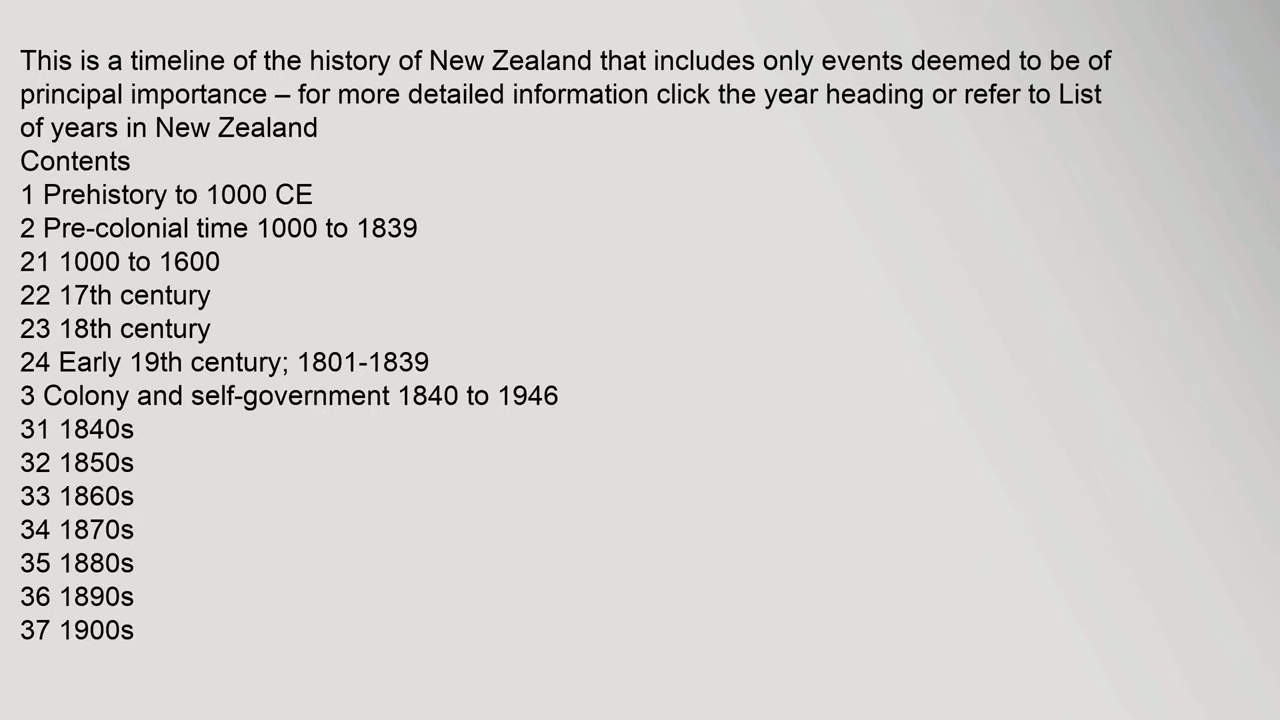 This is a timeline of the history of New Zealand that includes only events deemed to be of
principal importance – for more detailed information click the year heading or refer to List
of years in New Zealand
Contents
1 Prehistory to 1000 CE
2 Pre-colonial time 1000 to 1839
21 1000 to 1600
22 17th century
23 18th century
24 Early 19th century; 1801-1839
3 Colony and self-government 1840 to 1946
31 1840s
32 1850s
33 1860s
34 1870s
35 1880s
36 1890s
37 1900s